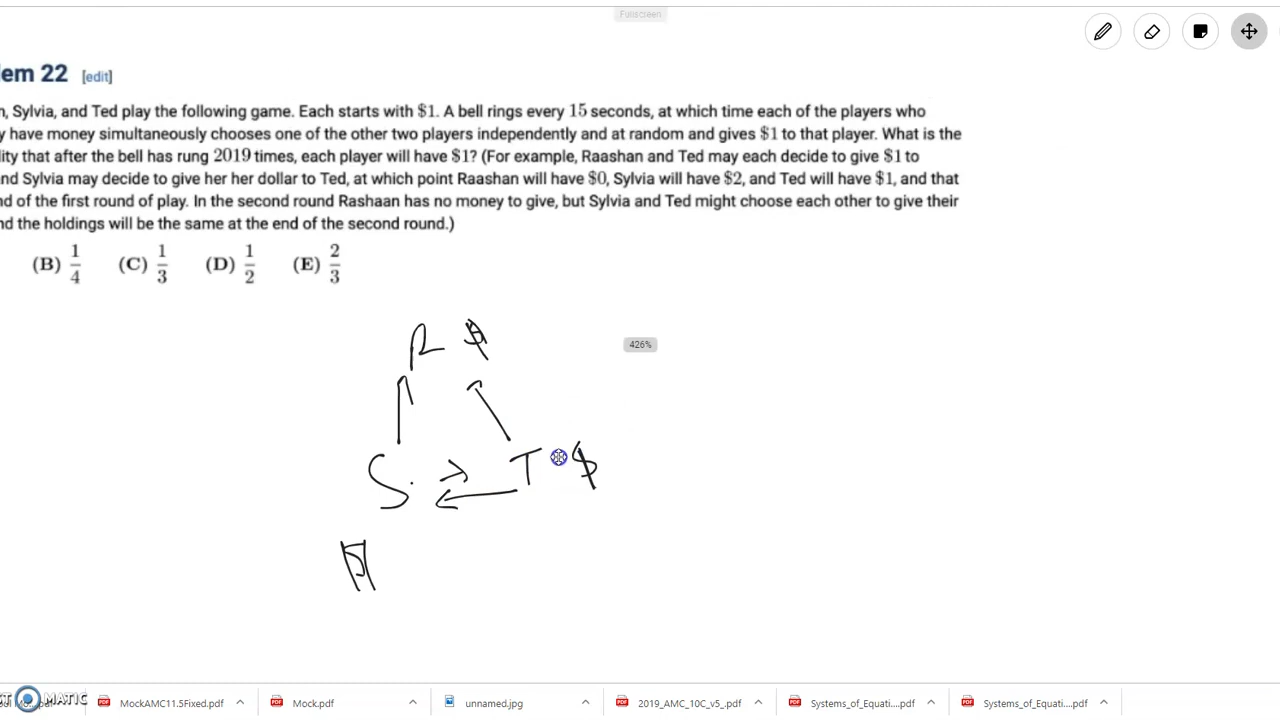 Fullscreen
em 22 [edit]
, Sylvia, and Ted play the following game. Each starts with $1. A bell rings every 15 seconds, at which time each of the players who
have money simultaneously chooses one of the other two players independently and at random and gives $1 to that player. What is the
ity that after the bell has rung 2019 times, each player will have $1? (For example, Raashan and Ted may each decide to give $1 to
nd Sylvia may decide to give her her dollar to Ted, at which point Raashan will have $0, Sylvia will have $2, and Ted will have $1, and that
d of the first round of play. In the second round Rashaan has no money to give, but Sylvia and Ted might choose each other to give their
nd the holdings will be the same at the end of the second round.)
(B) 1/4 (C) 1/3 (D) 1/2 (E) 2/3
R $
426%
S T $
MATIC
MockAMC11.5Fixed.pdf Mock.pdf unnamed.jpg 2019_AMC_10C_v5_.pdf Systems_of_Equati....pdf Systems_of_Equati....pdf